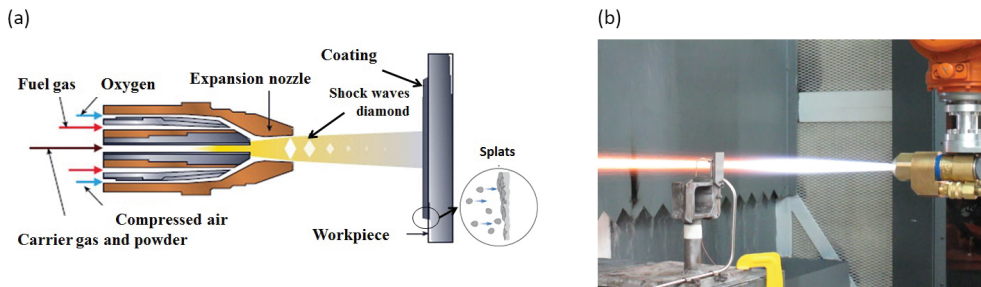 (a)
(b)
Coating
Fuel gas
Oxygen
Expansion nozzle
Shock waves
diamond
Splats
Compressed air
Carrier gas and powder
Workpiece